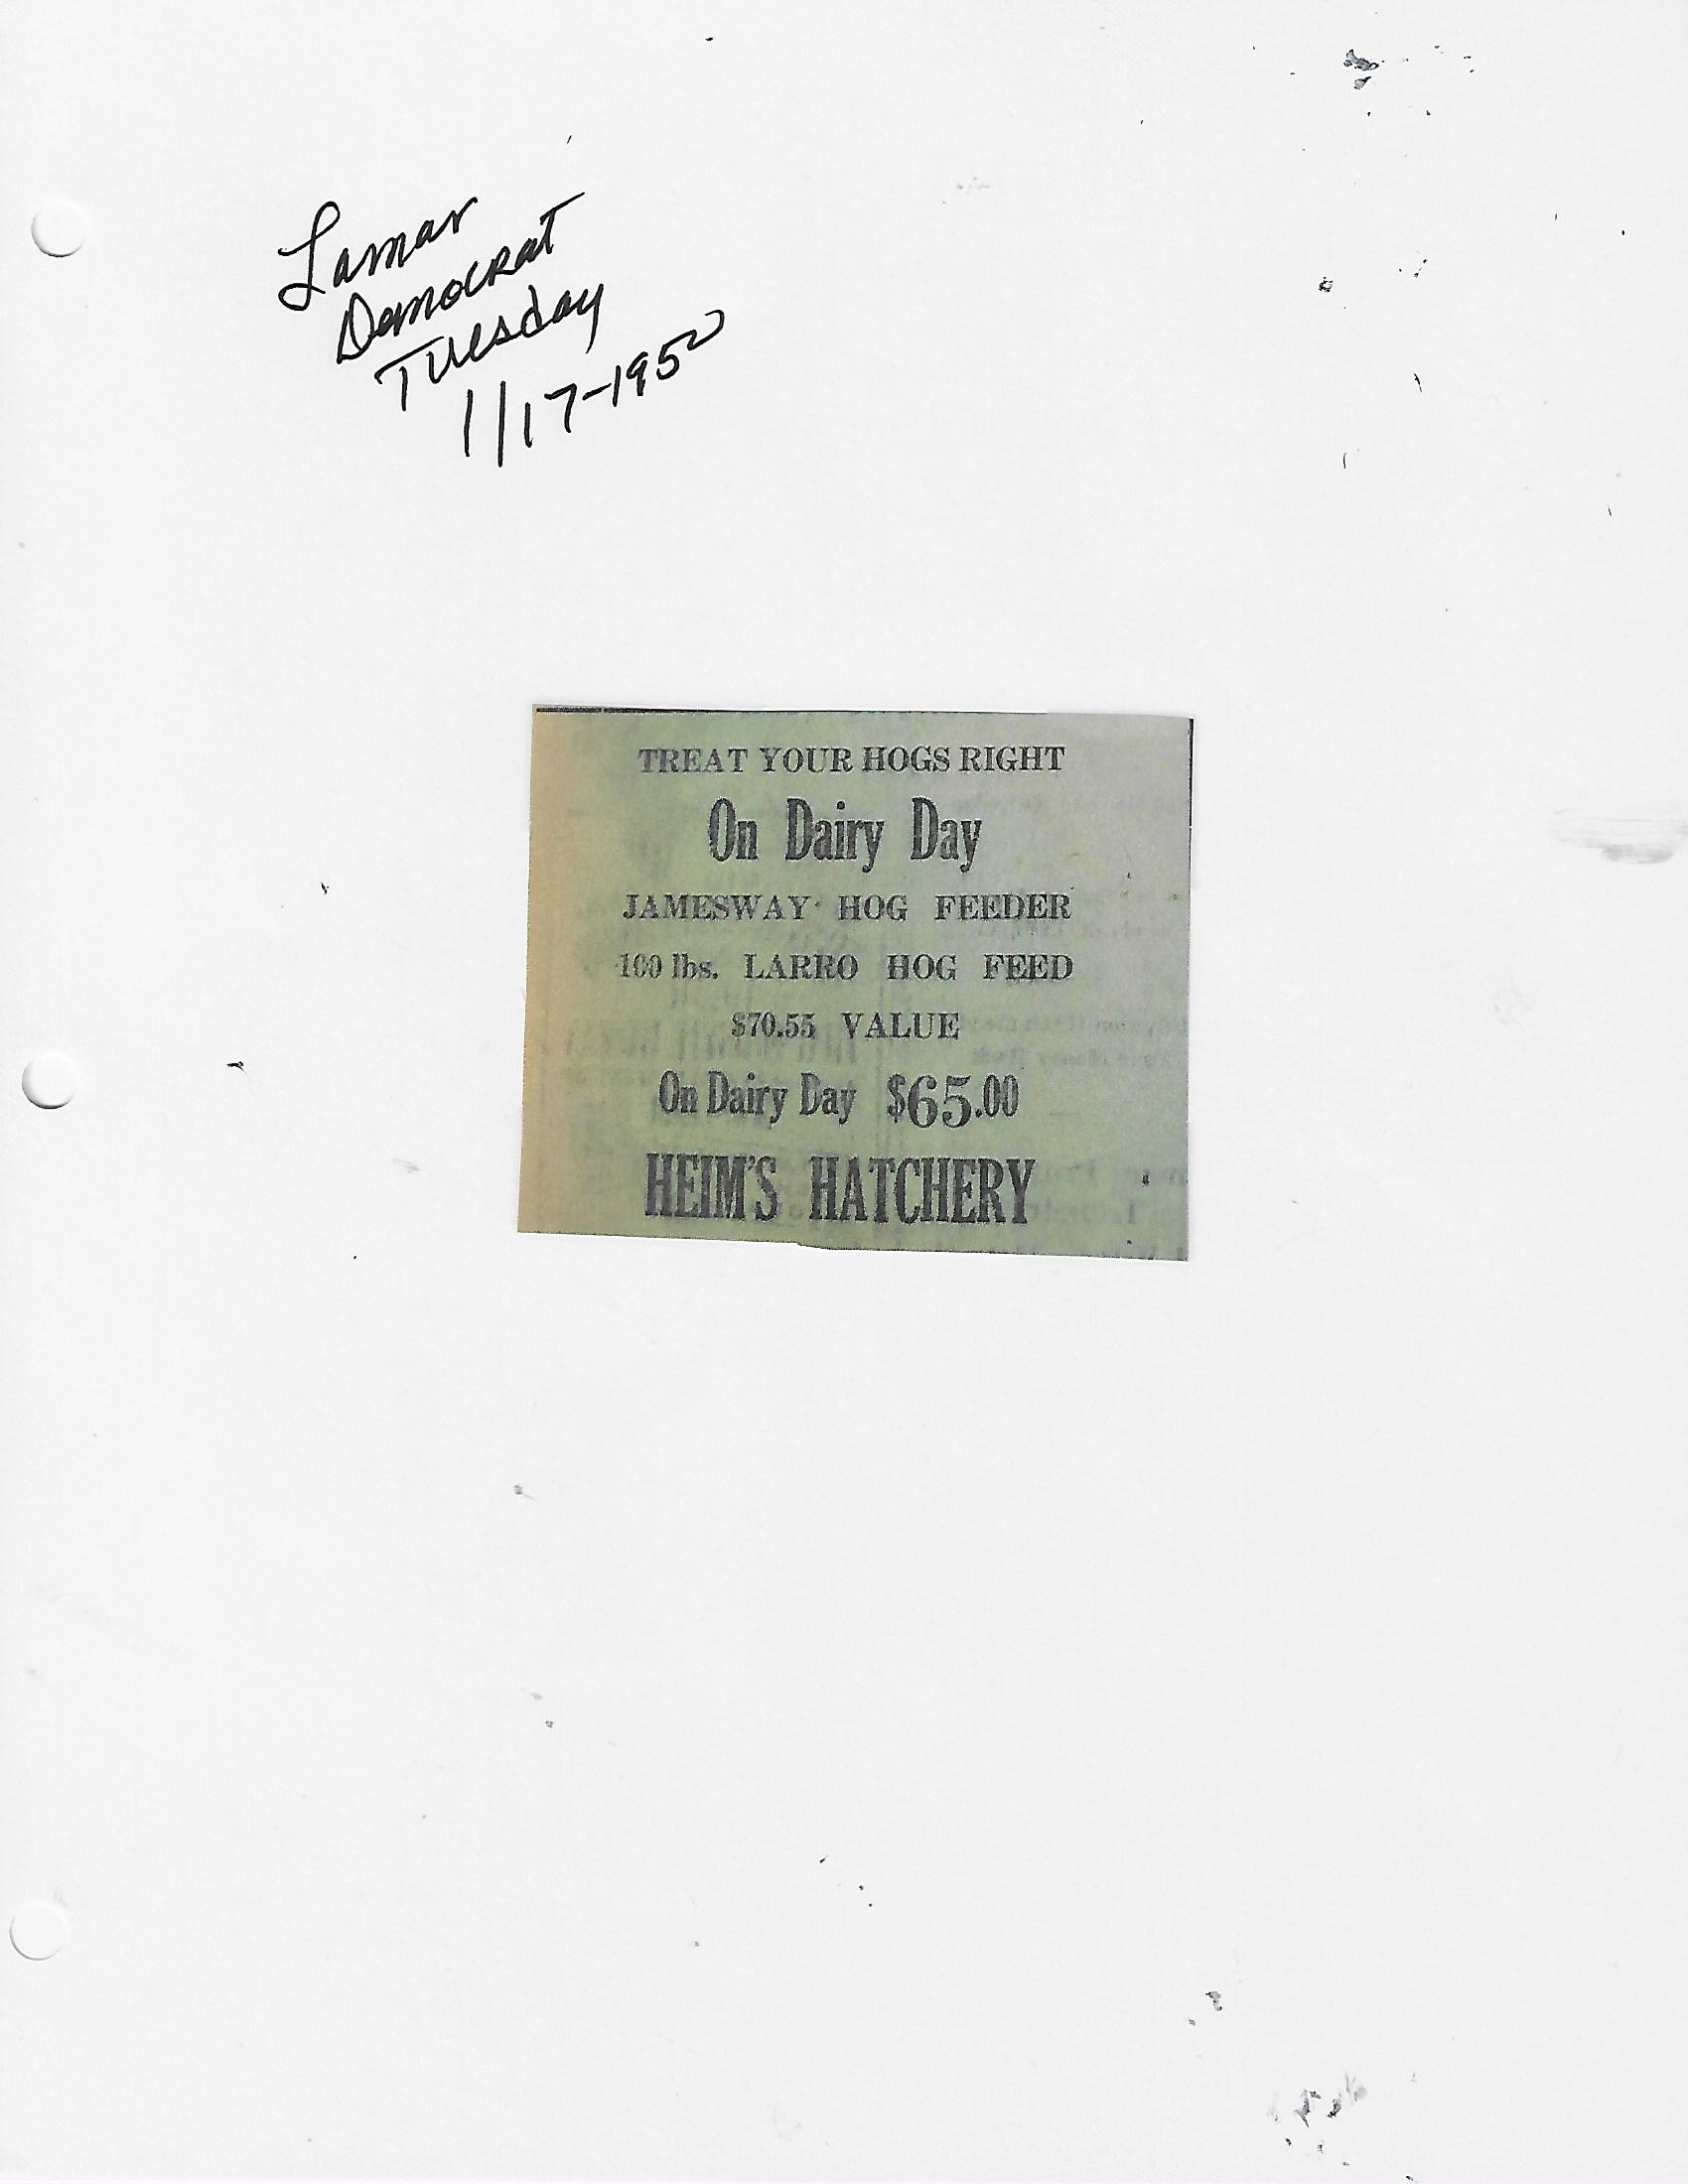 Lamar
Democrat
Tuesday
1/17-1950
TREAT YOUR HOGS RIGHT
On Dairy Day
JAMESWAY HOG FEEDER
100 lbs. LARRO HOG FEED
$70.55 VALUE
On Dairy Day $65.00
HEIM'S HATCHERY